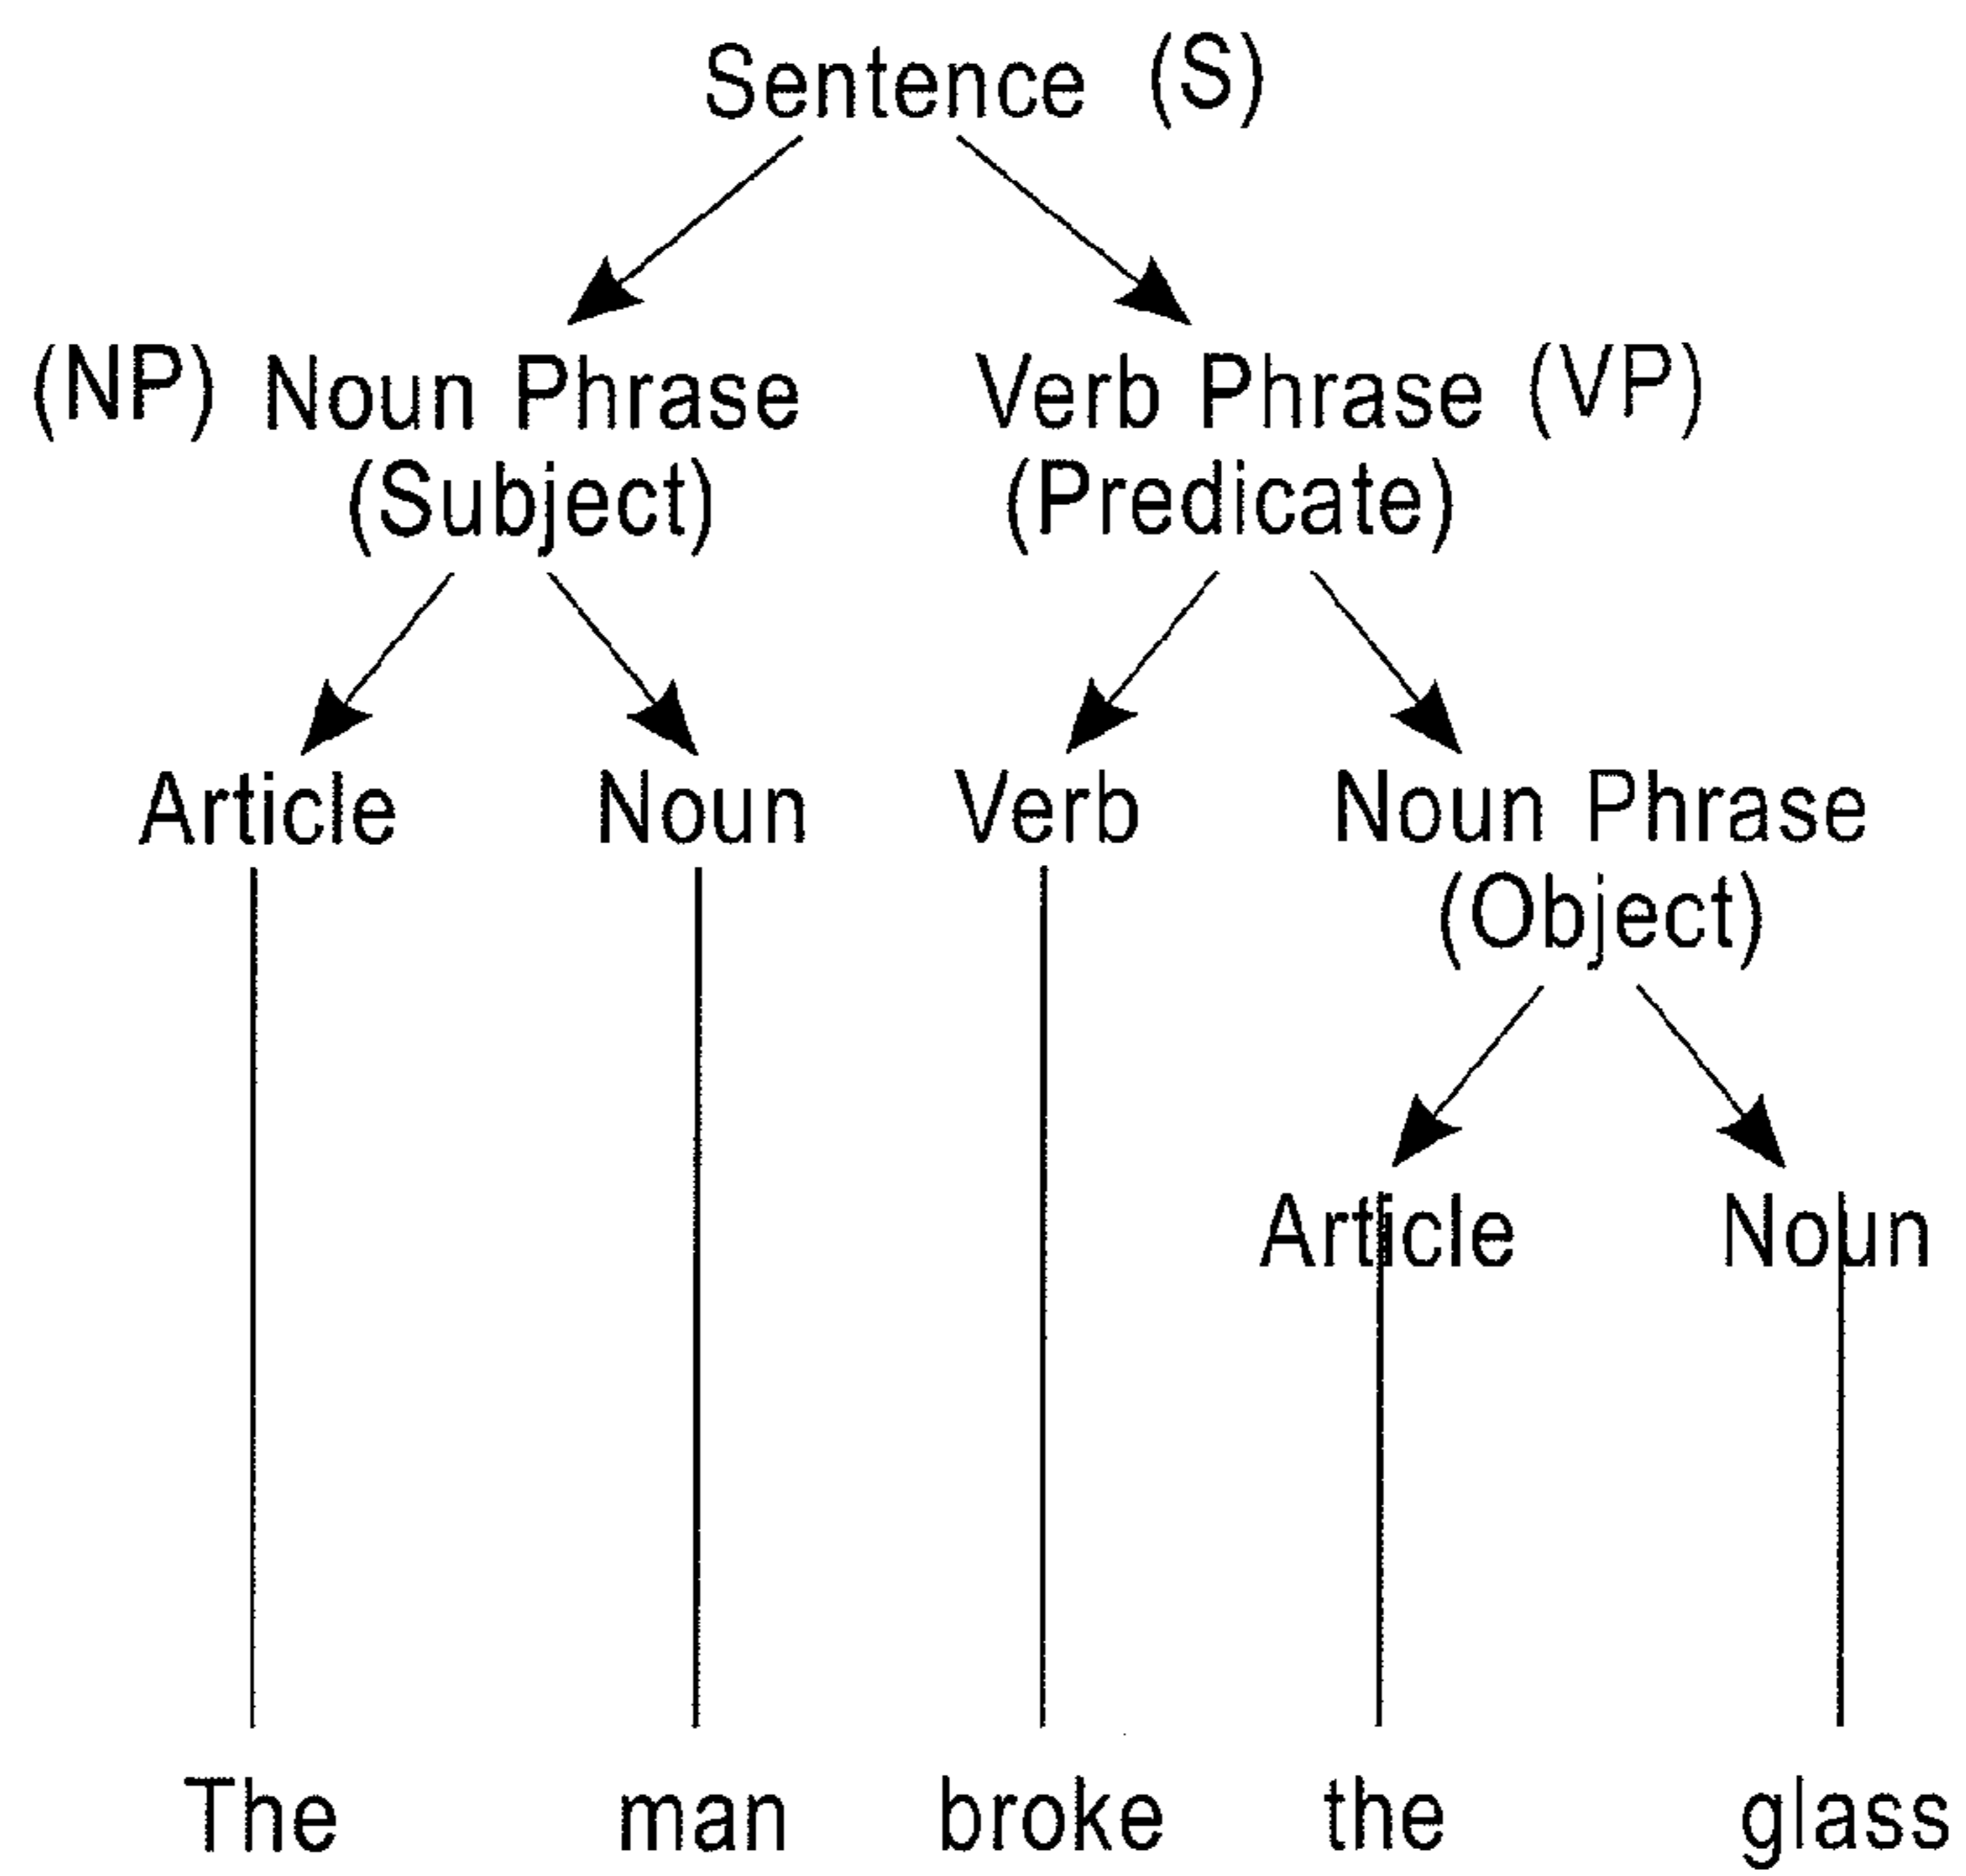 Sentence (S)
(NP) Noun Phrase Verb Phrase (VP)
(Subject) (Predicate)
Article Noun Verb Noun Phrase
(Object)
Article Noun
The man broke the glass